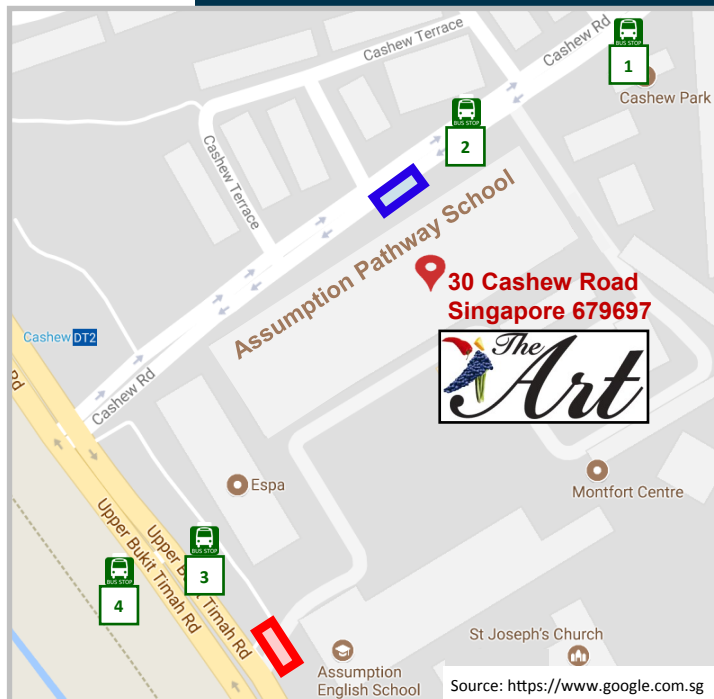 Cashew Rd
BUS STOP
1
Cashew Park
Cashew Terrace
BUS STOP
2
Cashew Terrace
Assumption Pathway School
30 Cashew Road
Singapore 679697
The
Art
Cashew DT2
Rd
Cashew Rd
Espa
Montfort Centre
Upper Bukit Timah Rd
Upper Bukit Timah Rd
BUS STOP
3
BUS STOP
4
St Joseph's Church
Assumption
English School
Source: https://www.google.com.sg